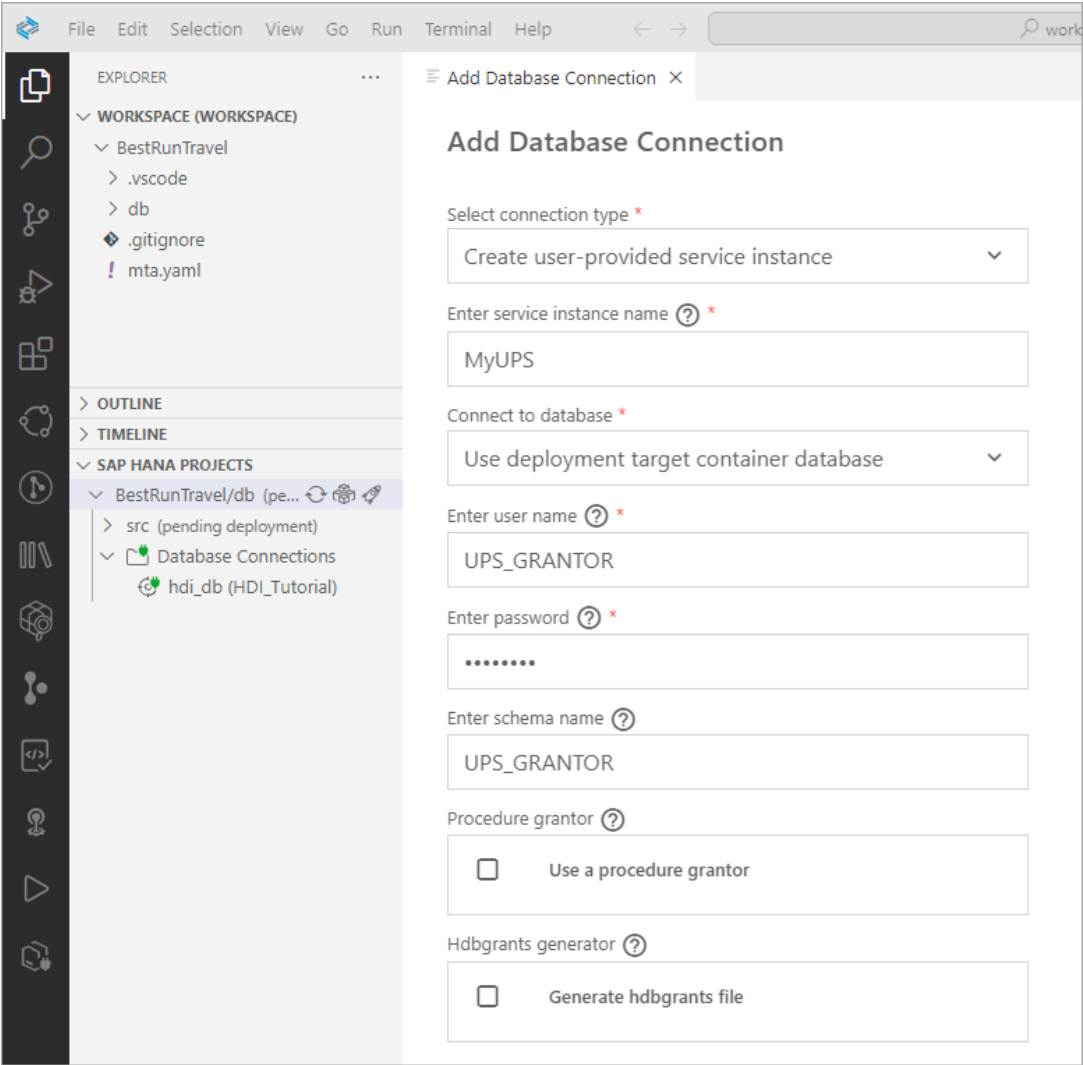 File Edit Selection View Go Run Terminal Help ← → work
EXPLORER ···
WORKSPACE (WORKSPACE)
BestRunTravel
.vscode
db
.gitignore
! mta.yaml
OUTLINE
TIMELINE
SAP HANA PROJECTS
BestRunTravel/db (pe...
src (pending deployment)
Database Connections
hdi_db (HDI_Tutorial)
Add Database Connection ×
Add Database Connection
Select connection type *
Create user-provided service instance
Enter service instance name ? *
MyUPS
Connect to database *
Use deployment target container database
Enter user name ? *
UPS_GRANTOR
Enter password ? *
••••••••
Enter schema name ?
UPS_GRANTOR
Procedure grantor ?
Use a procedure grantor
Hdbgrants generator ?
Generate hdbgrants file